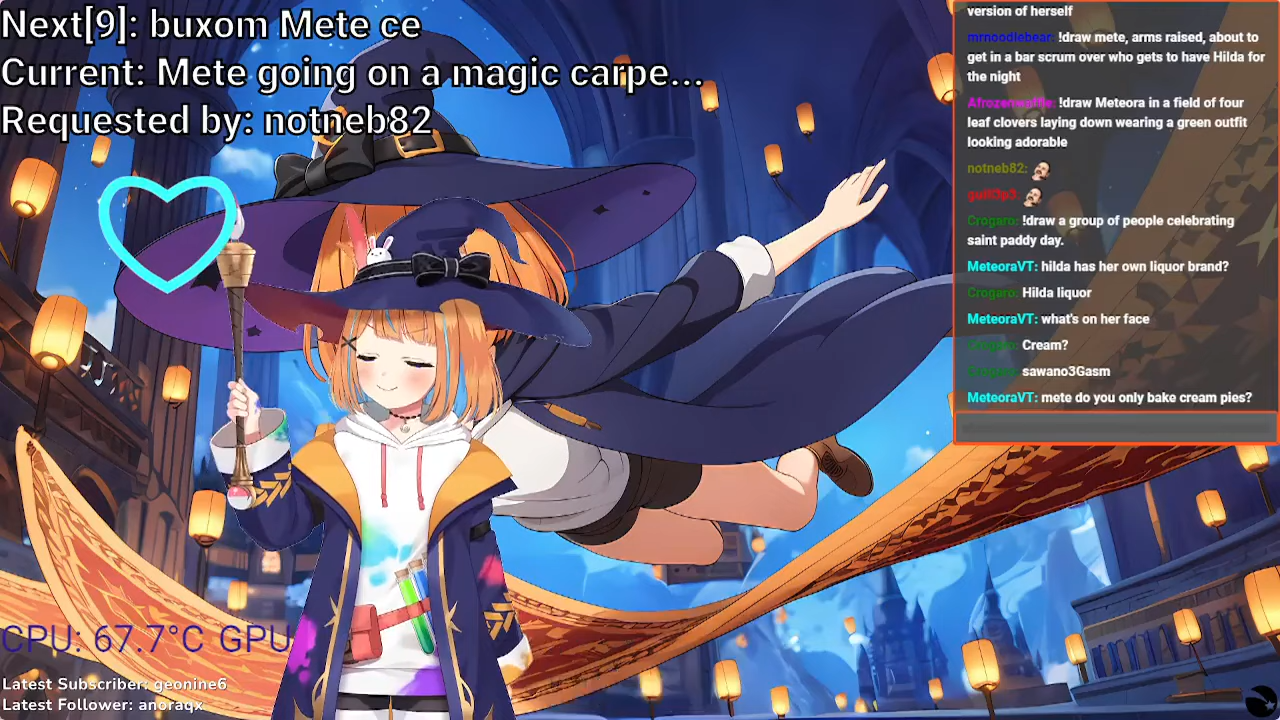 Next[9]: buxom Mete ce
Current: Mete going on a magic carpe...
Requested by: notneb82
version of herself
mrnoodlebear: !draw mete, arms raised, about to
get in a bar scrum over who gets to have Hilda for
the night
Afrozenwaffle: !draw Meteora in a field of four
leaf clovers laying down wearing a green outfit
looking adorable
notneb82:
Crogaro: !draw a group of people celebrating
saint paddy day.
MeteoraVT: hilda has her own liquor brand?
Crogaro: Hilda liquor
MeteoraVT: what's on her face
Crogaro: Cream?
Crogaro: sawano3Gasm
MeteoraVT: mete do you only bake cream pies?
CPU: 67.7°C GPU
Latest Subscriber: geonine6
Latest Follower: anoraqx